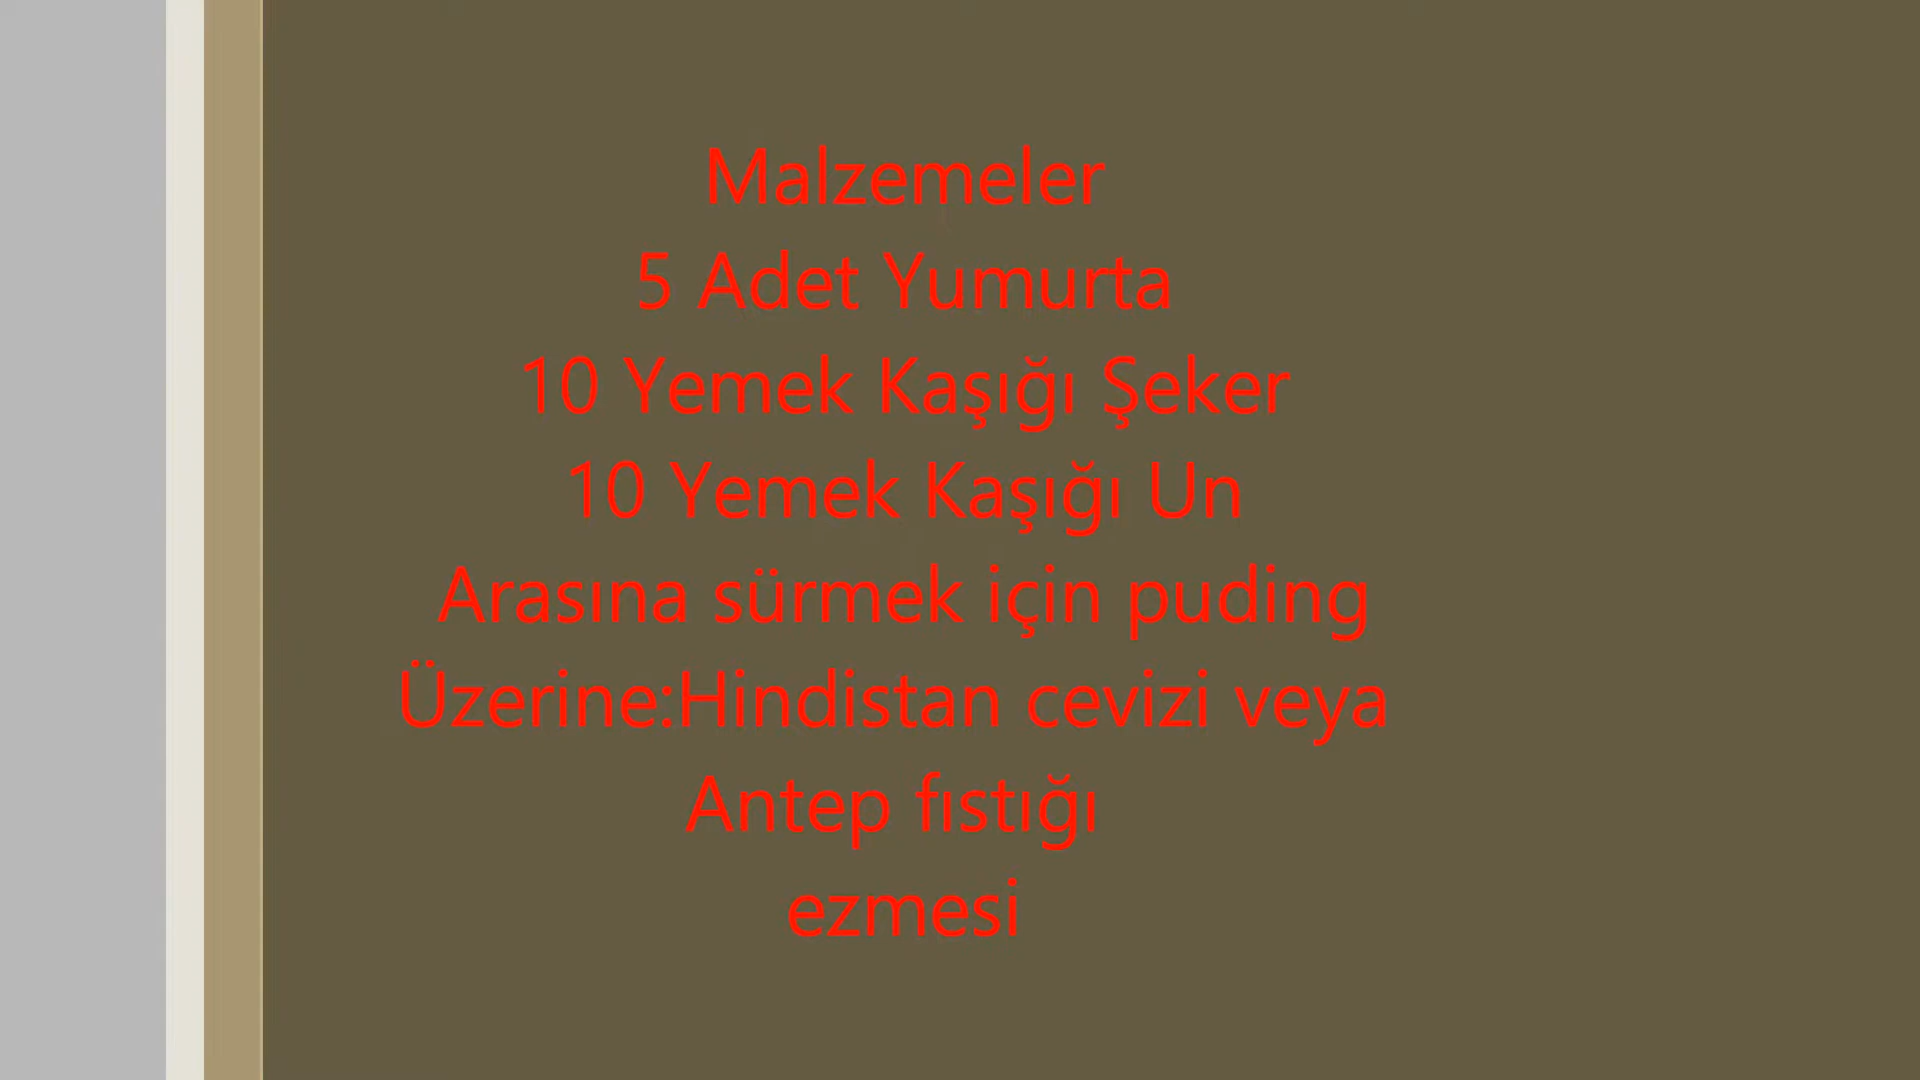 Malzemeler
5 Adet Yumurta
10 Yemek Kaşığı Şeker
10 Yemek Kaşığı Un
Arasına sürmek için puding
Üzerine:Hindistan cevizi veya
Antep fıstığı
ezmesi